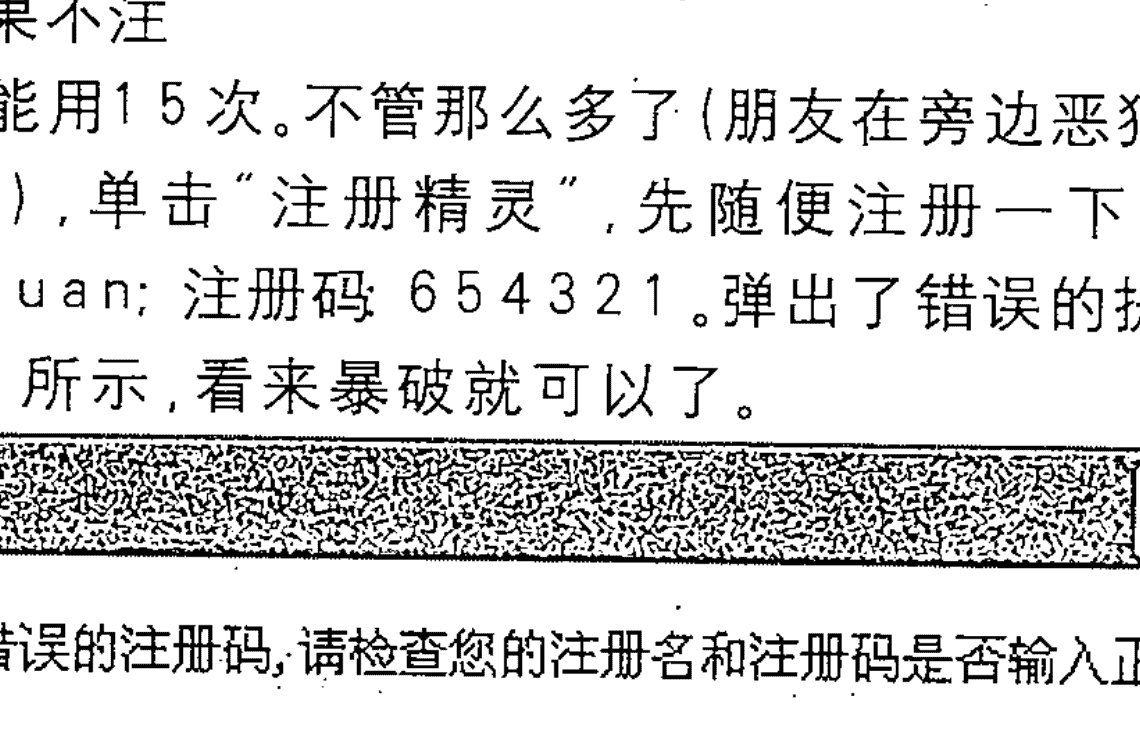 果不注
能用15次。不管那么多了(朋友在旁边恶
),单击“注册精灵”,先随便注册一下
uan; 注册码: 654321。弹出了错误的
所示,看来暴破就可以了。
错误的注册码,请检查您的注册名和注册码是否输入正